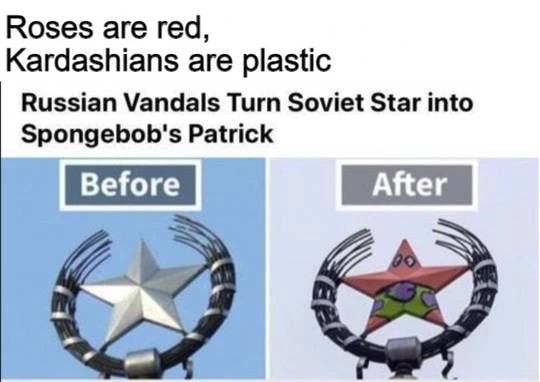 Roses are red,
Kardashians are plastic
Russian Vandals Turn Soviet Star into
Spongebob's Patrick
Before
After